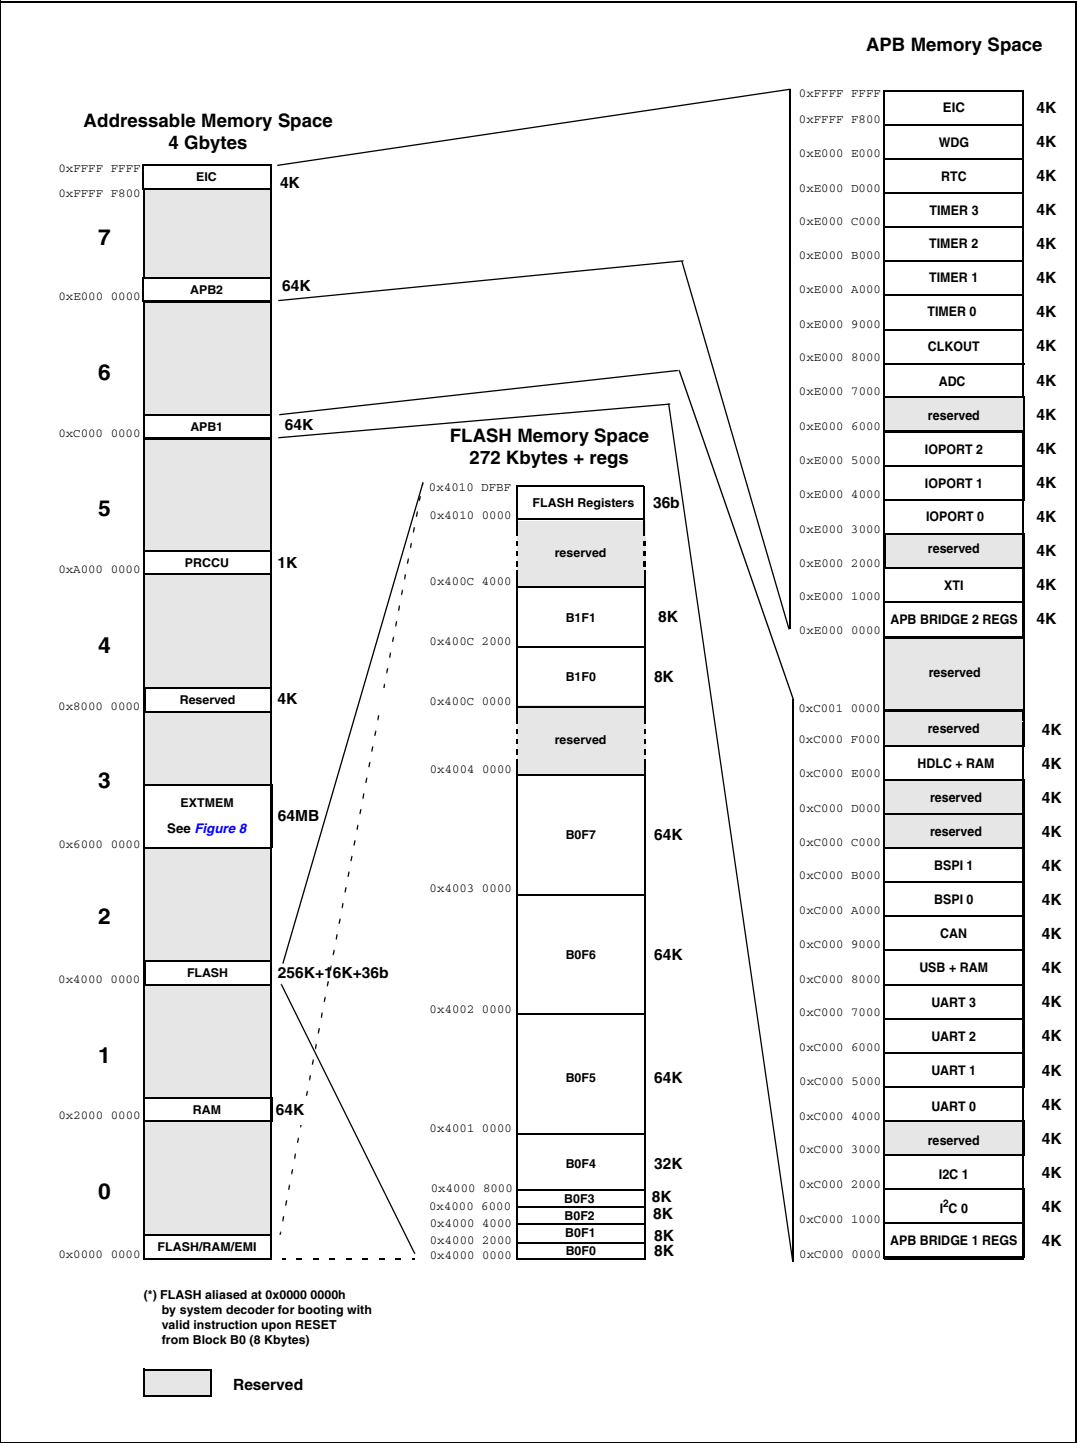 APB Memory Space
Addressable Memory Space
4 Gbytes
0xFFFF FFFF
EIC
4K
0xFFFF F800
7
APB2
64K
0xE000 0000
6
APB1
64K
0xC000 0000
5
PRCCU
1K
0xA000 0000
4
Reserved
4K
0x8000 0000
3
EXTMEM
See Figure 8
64MB
0x6000 0000
2
FLASH
256K+16K+36b
0x4000 0000
1
RAM
64K
0x2000 0000
0
FLASH/RAM/EMI
0x0000 0000
FLASH Memory Space
272 Kbytes + regs
0x4010 DFBF
FLASH Registers
36b
0x4010 0000
reserved
0x400C 4000
B1F1
8K
0x400C 2000
B1F0
8K
0x400C 0000
reserved
0x4004 0000
B0F7
64K
0x4003 0000
B0F6
64K
0x4002 0000
B0F5
64K
0x4001 0000
B0F4
32K
0x4000 8000
B0F3
8K
0x4000 6000
B0F2
8K
0x4000 4000
B0F1
8K
0x4000 2000
B0F0
8K
0x4000 0000
0xFFFF FFFF
EIC
4K
0xFFFF F800
WDG
4K
0xE000 E000
RTC
4K
0xE000 D000
TIMER 3
4K
0xE000 C000
TIMER 2
4K
0xE000 B000
TIMER 1
4K
0xE000 A000
TIMER 0
4K
0xE000 9000
CLKOUT
4K
0xE000 8000
ADC
4K
0xE000 7000
reserved
4K
0xE000 6000
IOPORT 2
4K
0xE000 5000
IOPORT 1
4K
0xE000 4000
IOPORT 0
4K
0xE000 3000
reserved
4K
0xE000 2000
XTI
4K
0xE000 1000
APB BRIDGE 2 REGS
4K
0xE000 0000
reserved
0xC001 0000
reserved
4K
0xC000 F000
HDLC + RAM
4K
0xC000 E000
reserved
4K
0xC000 D000
reserved
4K
0xC000 C000
BSPI 1
4K
0xC000 B000
BSPI 0
4K
0xC000 A000
CAN
4K
0xC000 9000
USB + RAM
4K
0xC000 8000
UART 3
4K
0xC000 7000
UART 2
4K
0xC000 6000
UART 1
4K
0xC000 5000
UART 0
4K
0xC000 4000
reserved
4K
0xC000 3000
I2C 1
4K
0xC000 2000
I²C 0
4K
0xC000 1000
APB BRIDGE 1 REGS
4K
0xC000 0000
(*) FLASH aliased at 0x0000 0000h
by system decoder for booting with
valid instruction upon RESET
from Block B0 (8 Kbytes)
Reserved